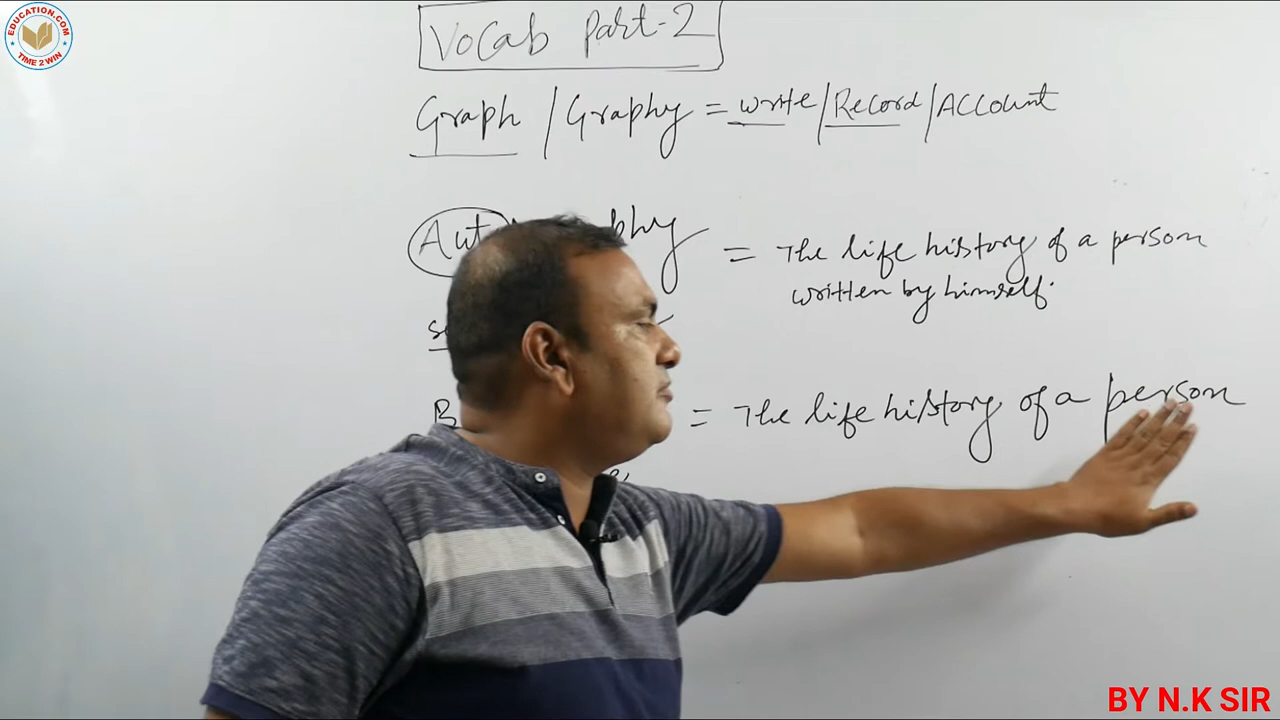 EDUCATION.COM
TIME 2 WIN
Vocab Part-2
Graph / Graphy = write / Record / Account
= The life history of a person
written by himself.
= The life history of a person
BY N.K SIR